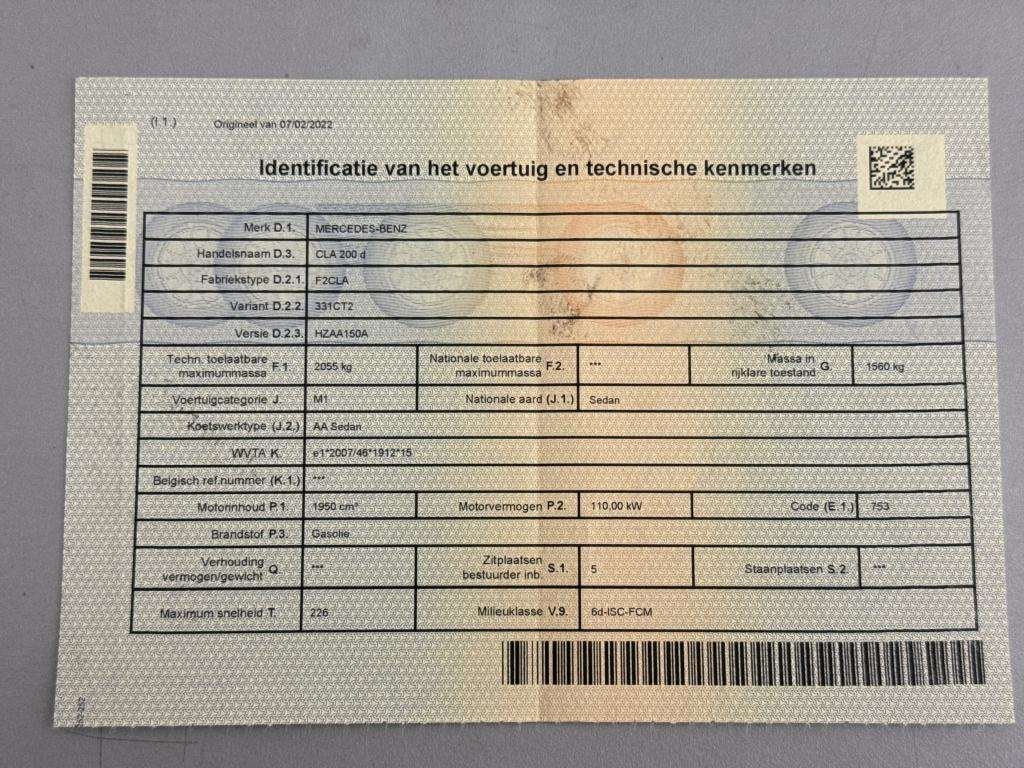 (I.1.) Origineel van 07/02/2022
Identificatie van het voertuig en technische kenmerken
Merk D.1. MERCEDES-BENZ
Handelsnaam D.3. CLA 200 d
Fabriekstype D.2.1. F2CLA
Variant D.2.2. 331CT2
Versie D.2.3. HZAA150A
Techn. toelaatbare maximummassa F.1. 2055 kg Nationale toelaatbare maximummassa F.2. *** Massa in rijklare toestand G. 1560 kg
Voertuigcategorie J. M1 Nationale aard (J.1.) Sedan
Koetswerktype (J.2.) AA Sedan
WVTA K. e1*2007/46*1912*15
Belgisch ref.nummer (K.1.) ***
Motorinhoud P.1. 1950 cm³ Motorvermogen P.2. 110,00 kW Code (E.1.) 753
Brandstof P.3. Gasolie
Verhouding vermogen/gewicht Q. *** Zitplaatsen bestuurder inb. S.1. 5 Staanplaatsen S.2. ***
Maximum snelheid T. 226 Milieuklasse V.9. 6d-ISC-FCM